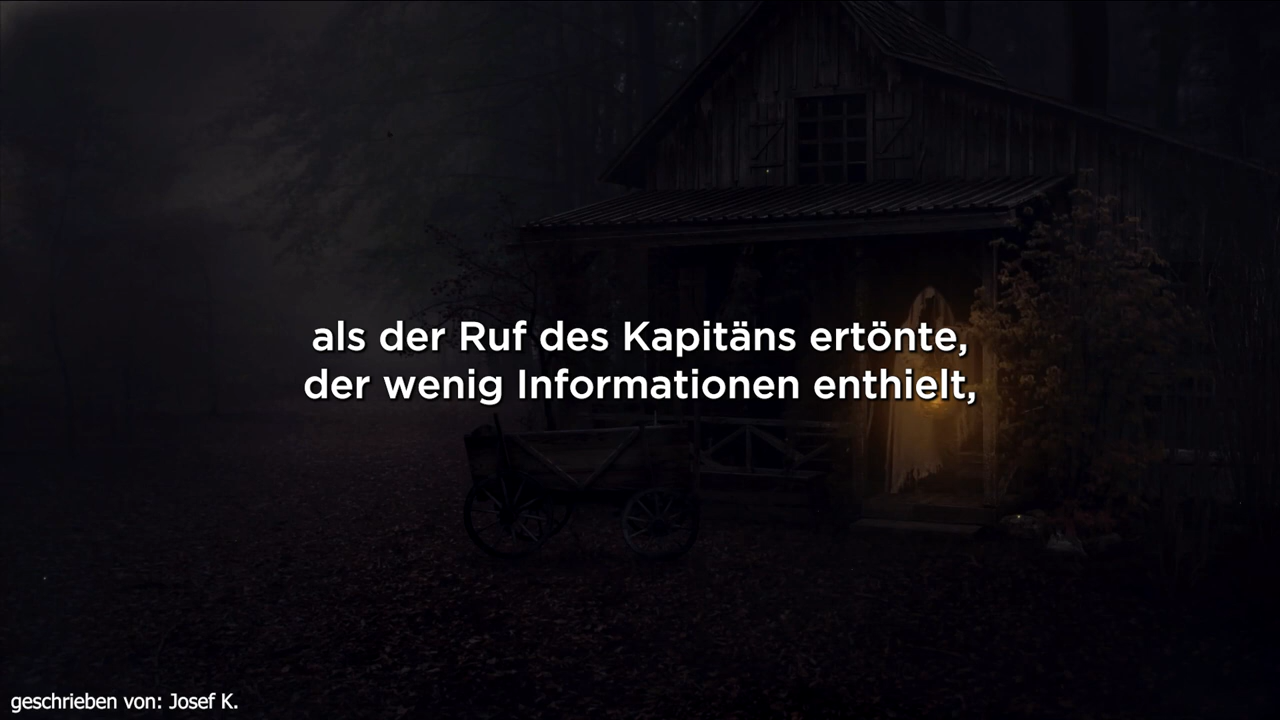 als der Ruf des Kapitäns ertönte,
der wenig Informationen enthielt,
geschrieben von: Josef K.